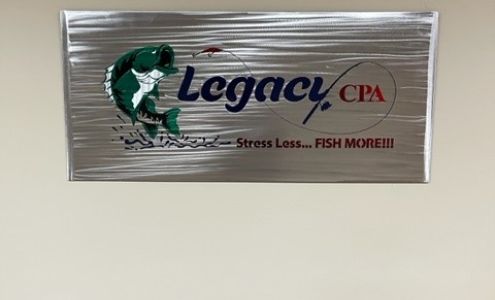 Legacy CPA
Stress Less... FISH MORE!!!